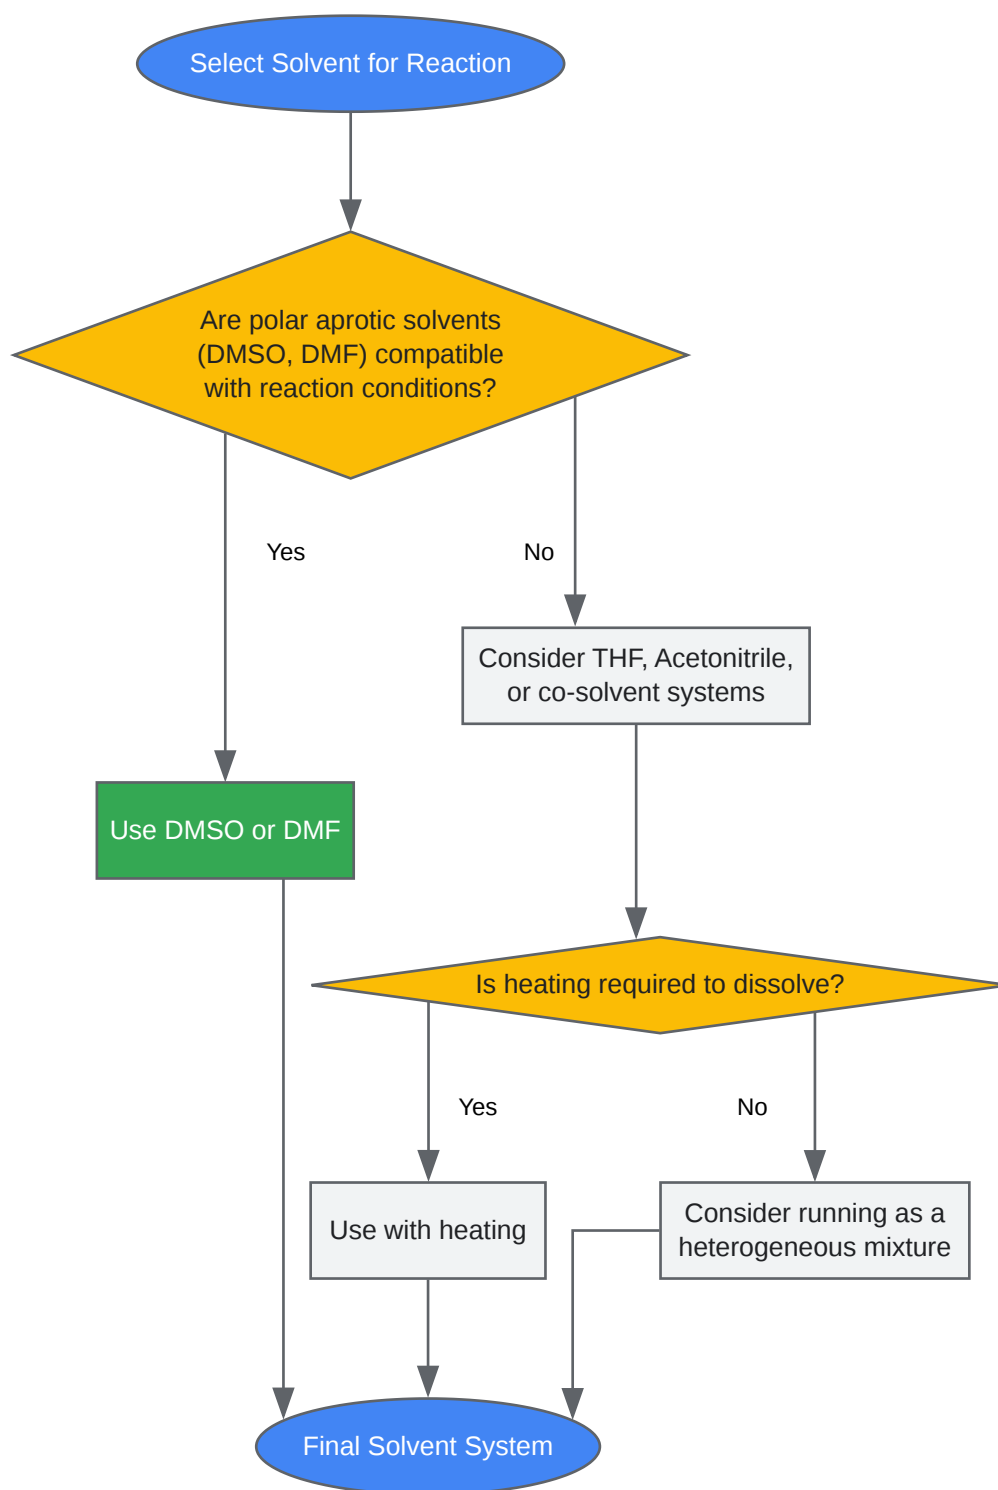 Select Solvent for Reaction
Are polar aprotic solvents
(DMSO, DMF) compatible
with reaction conditions?
Yes
No
Consider THF, Acetonitrile,
or co-solvent systems
Use DMSO or DMF
Is heating required to dissolve?
Yes
No
Use with heating
Consider running as a
heterogeneous mixture
Final Solvent System